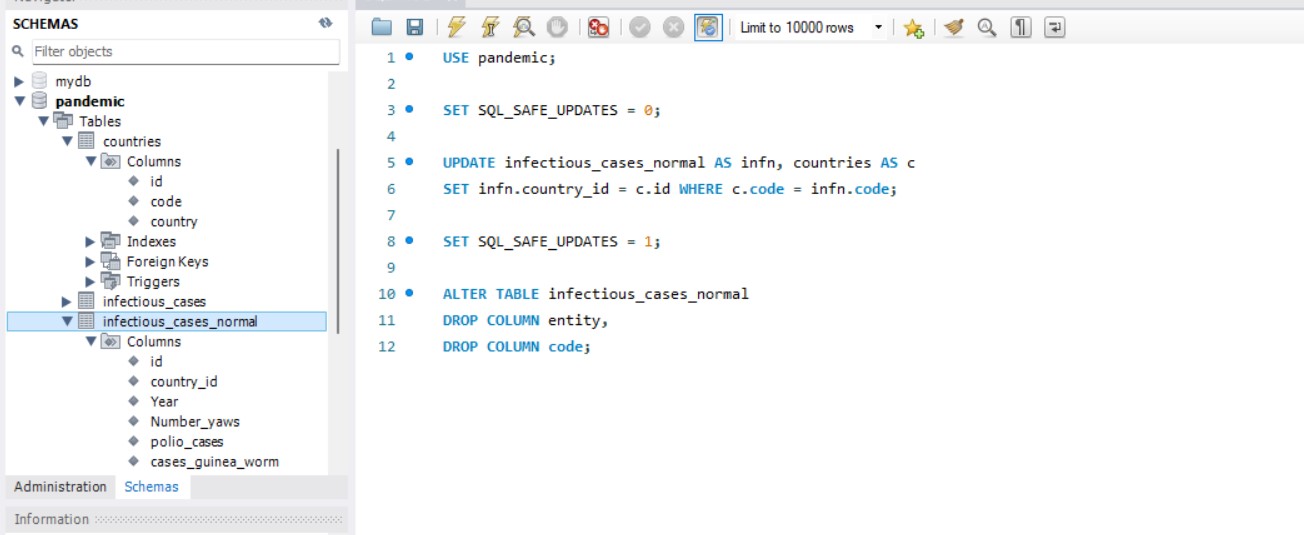 SCHEMAS
Filter objects
mydb
pandemic
Tables
countries
Columns
id
code
country
Indexes
Foreign Keys
Triggers
infectious_cases
infectious_cases_normal
Columns
id
country_id
Year
Number_yaws
polio_cases
cases_guinea_worm
Administration Schemas
Information
Limit to 10000 rows
1 USE pandemic;
2
3 SET SQL_SAFE_UPDATES = 0;
4
5 UPDATE infectious_cases_normal AS infn, countries AS c
6 SET infn.country_id = c.id WHERE c.code = infn.code;
7
8 SET SQL_SAFE_UPDATES = 1;
9
10 ALTER TABLE infectious_cases_normal
11 DROP COLUMN entity,
12 DROP COLUMN code;